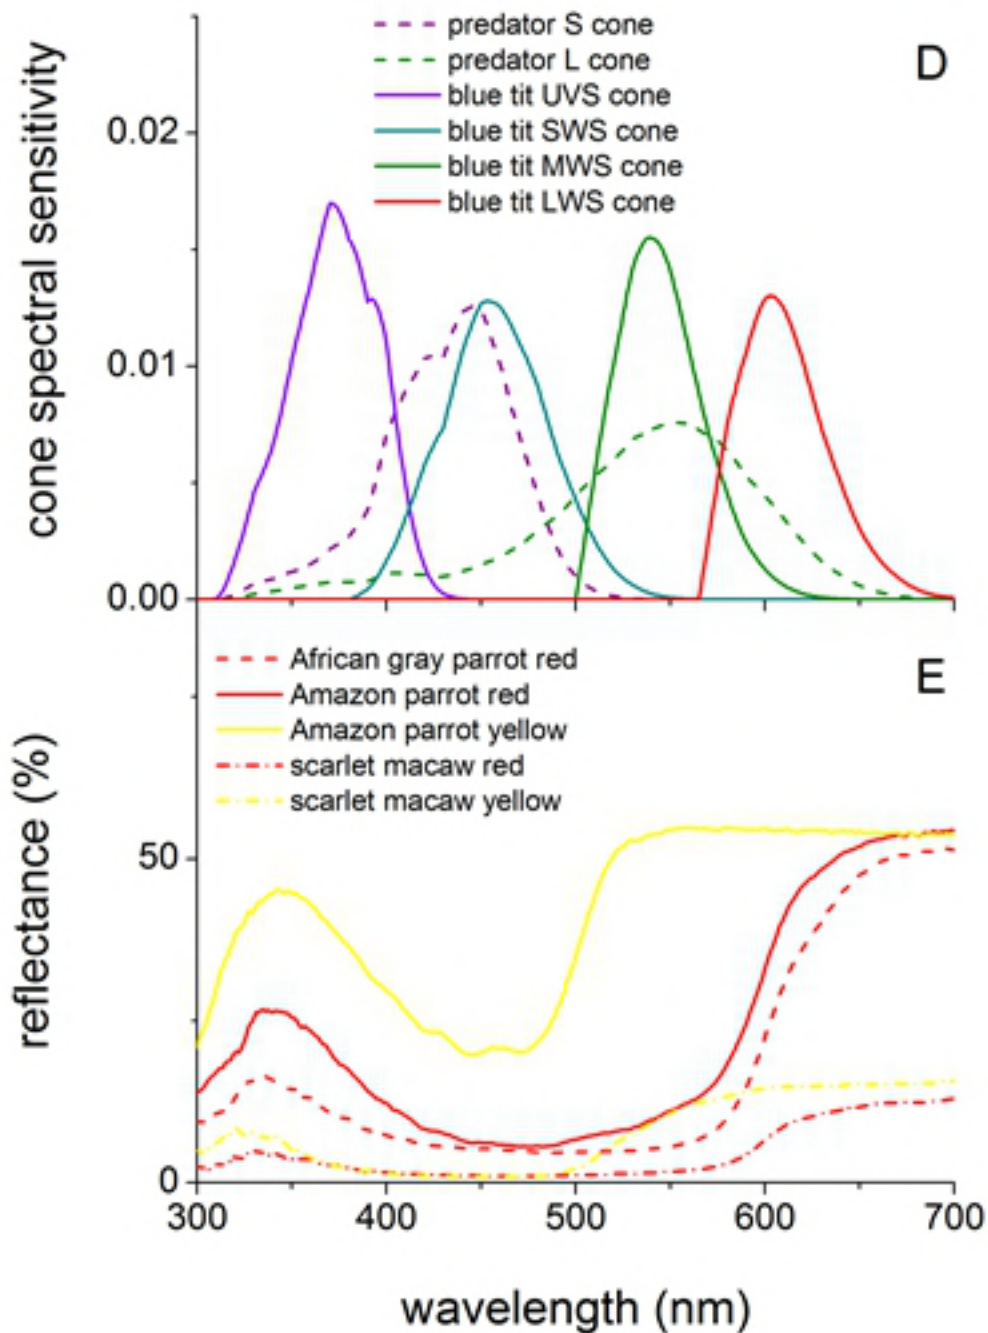 predator S cone
predator L cone
blue tit UVS cone
blue tit SWS cone
blue tit MWS cone
blue tit LWS cone
D
cone spectral sensitivity
0.02
0.01
0.00
African gray parrot red
Amazon parrot red
Amazon parrot yellow
scarlet macaw red
scarlet macaw yellow
E
reflectance (%)
50
0
300 400 500 600 700
wavelength (nm)